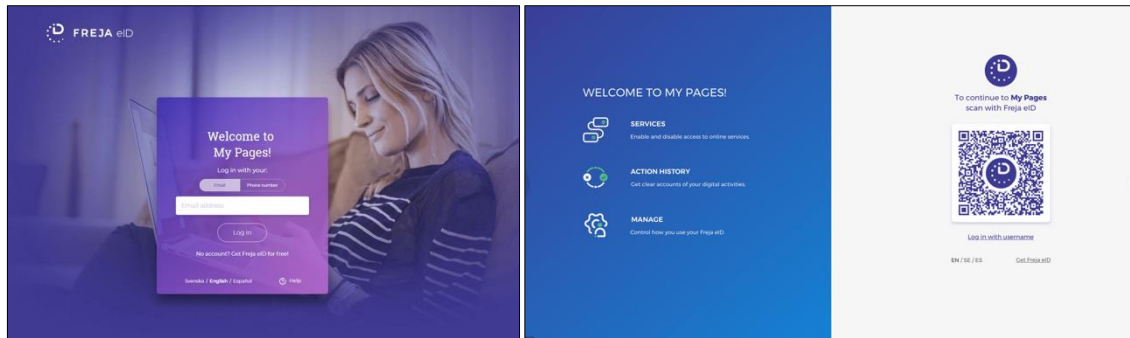 FREJA eID
Welcome to
My Pages!
Log in with your:
Email Phone number
Email address
Log in
No account? Get Freja eID for free!
Svenska / English / Español Help
WELCOME TO MY PAGES!
SERVICES
Enable and disable access to online services.
ACTION HISTORY
Get clear accounts of your digital activities.
MANAGE
Control how you use your Freja eID
iD
To continue to My Pages
scan with Freja eID
iD
Log in with username
EN / SE / ES Get Freja eID